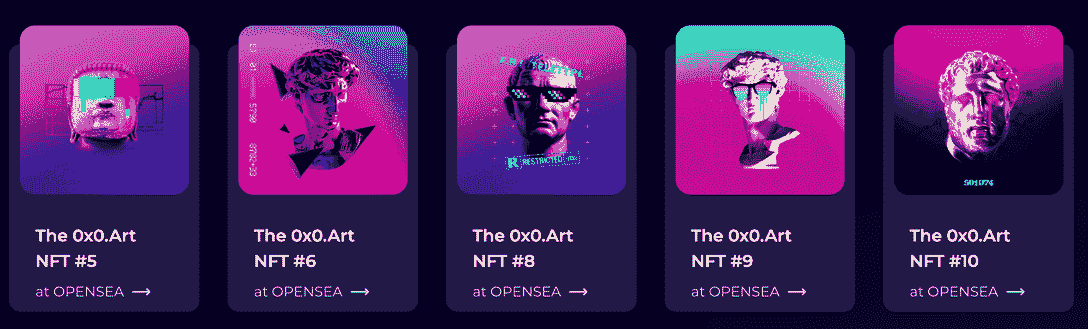 R RESTRICTED
The 0x0.Art
NFT #5
at OPENSEA ⟶
The 0x0.Art
NFT #6
at OPENSEA ⟶
The 0x0.Art
NFT #8
at OPENSEA ⟶
The 0x0.Art
NFT #9
at OPENSEA ⟶
The 0x0.Art
NFT #10
at OPENSEA ⟶